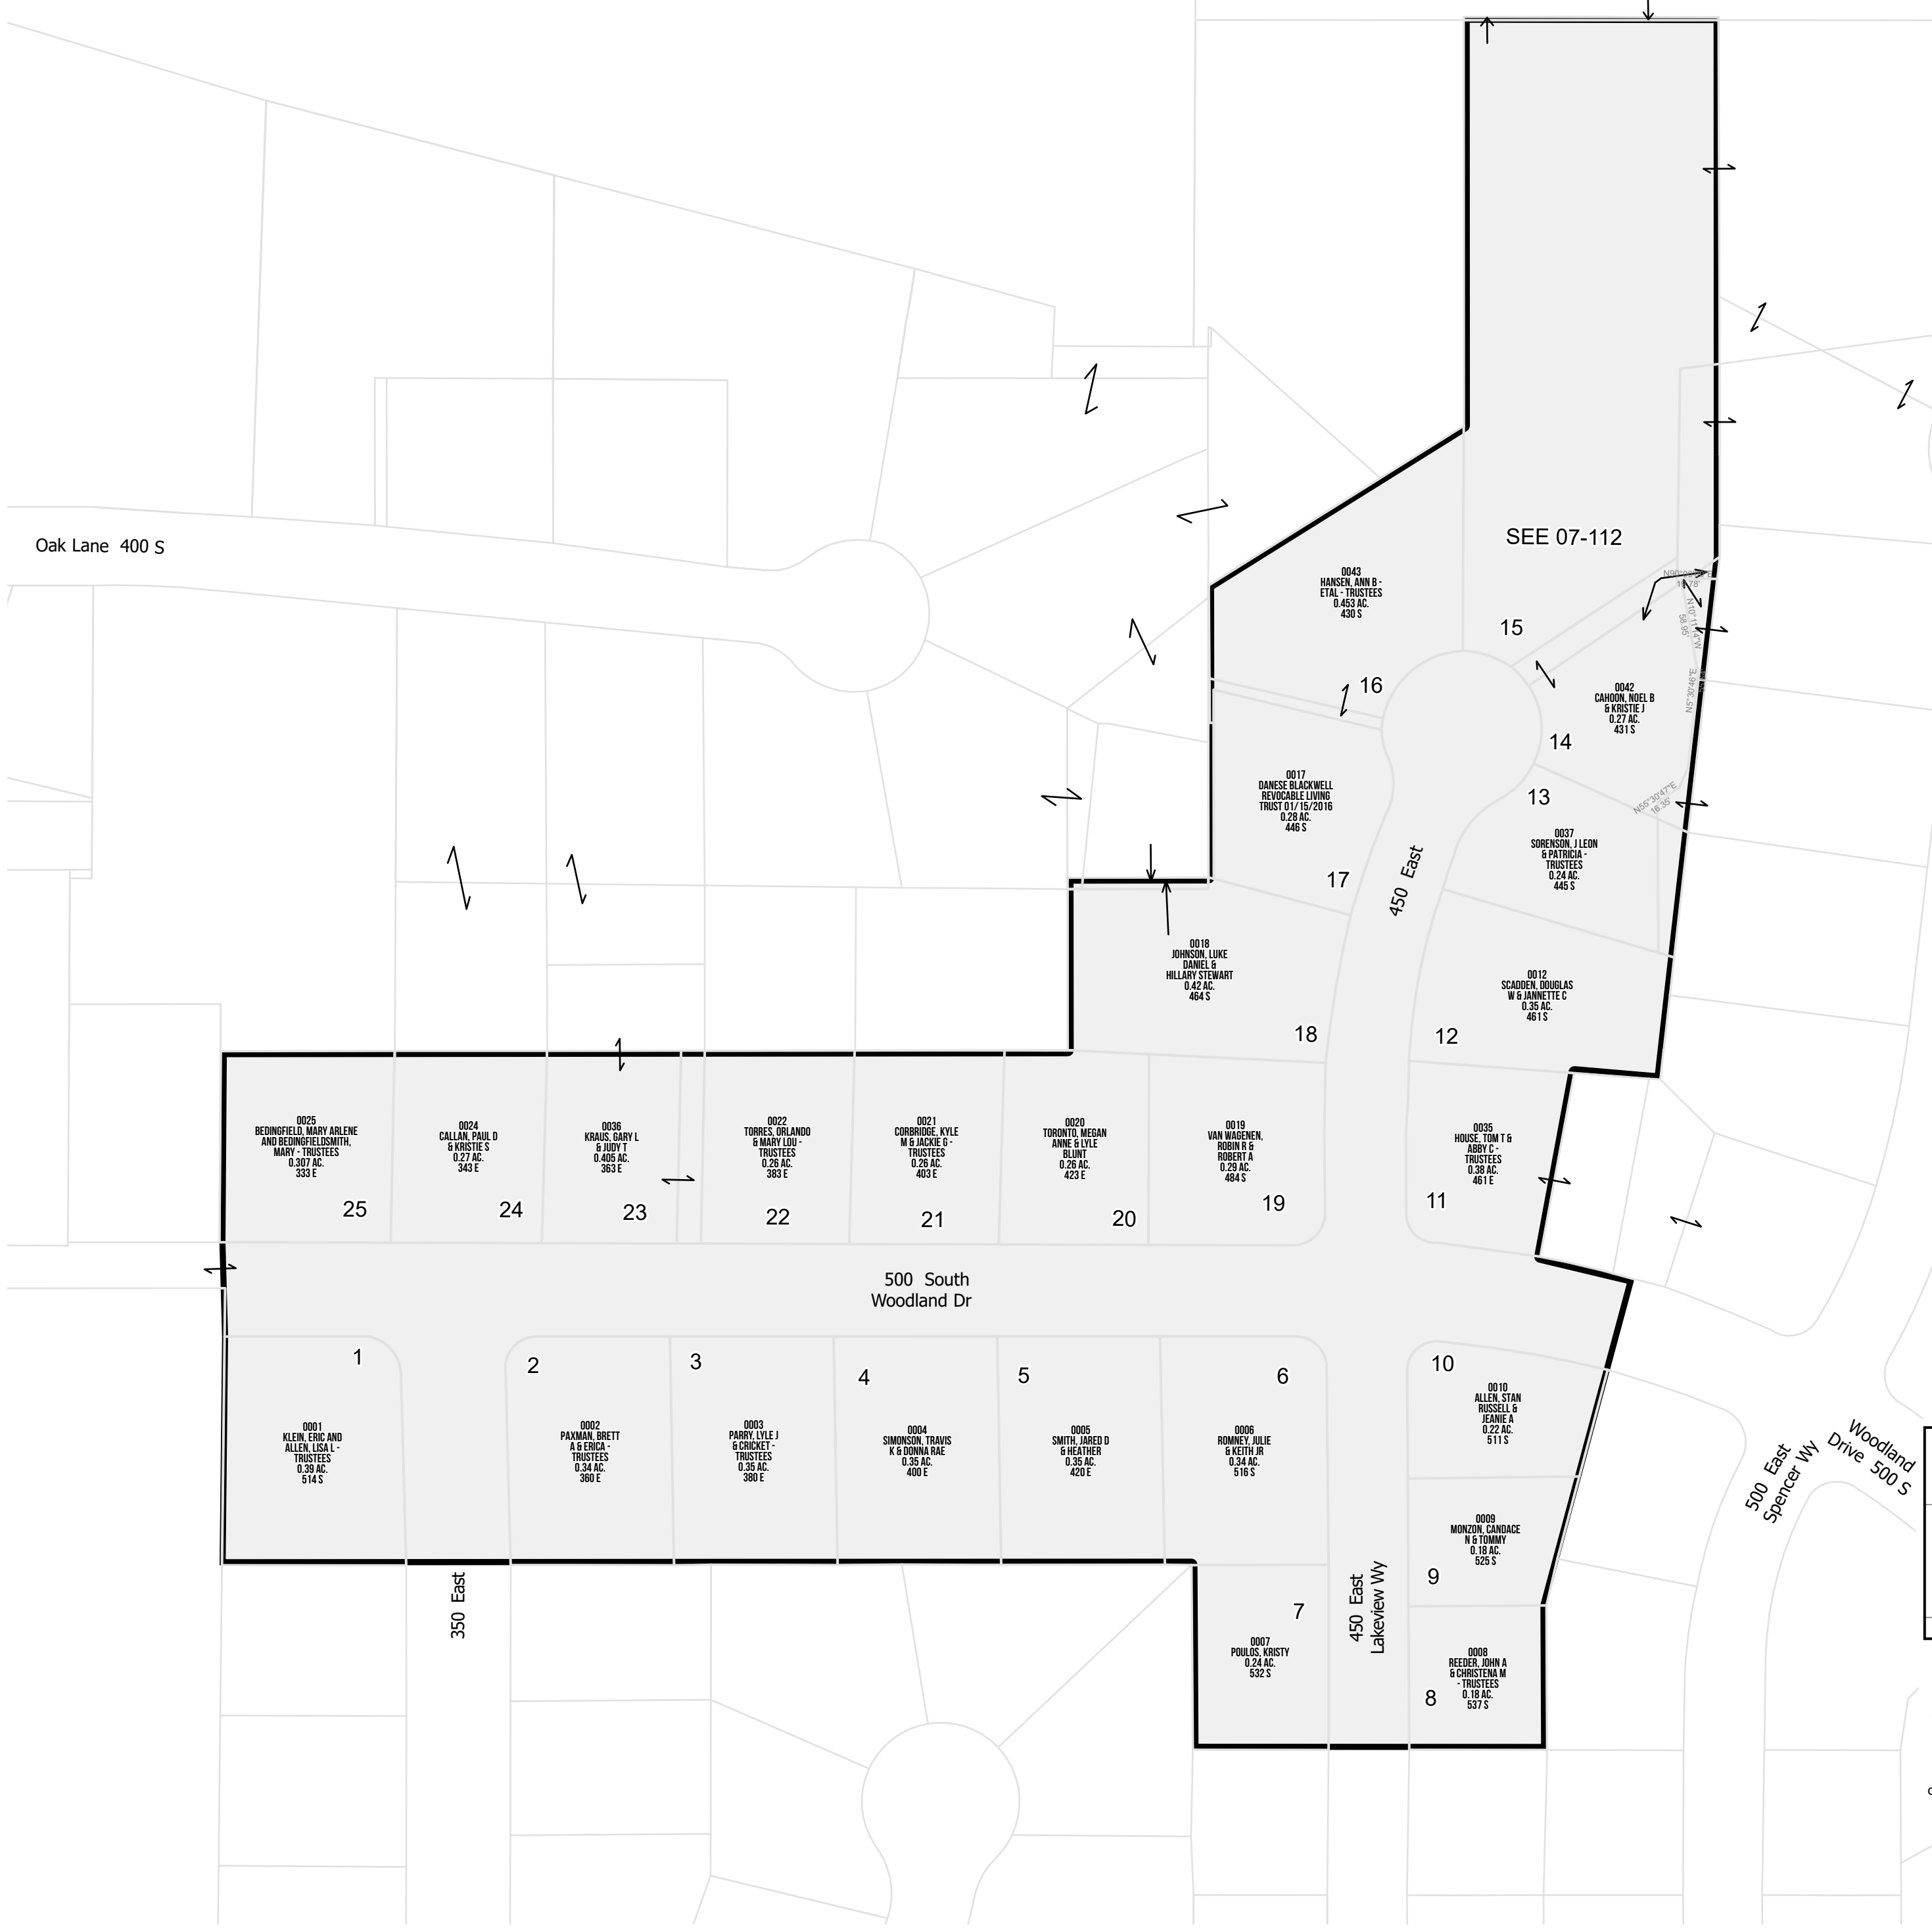 Oak Lane 400 S
SEE 07-112
15
0043
HANSEN, ANN B -
ETAL - TRUSTEES
0.453 AC.
430 S
16
N10°11'14"W
58.95'
N5°30'46"E
0042
CAHOON, NOEL B
& KRISTIE J
0.27 AC.
431 S
14
N55°30'47"E
16.35'
0017
DANESE BLACKWELL
REVOCABLE LIVING
TRUST 01/15/2016
0.28 AC.
446 S
17
13
0037
SORENSON, J LEON
& PATRICIA -
TRUSTEES
0.24 AC.
445 S
450 East
0018
JOHNSON, LUKE
DANIEL &
HILLARY STEWART
0.42 AC.
464 S
18
0012
SCADDEN, DOUGLAS
W & JANNETTE C
0.35 AC.
461 S
12
0025
BEDINGFIELD, MARY ARLENE
AND BEDINGFIELDSMITH,
MARY - TRUSTEES
0.307 AC.
333 E
25
0024
CALLAN, PAUL D
& KRISTIE S
0.27 AC.
343 E
24
0036
KRAUS, GARY L
& JUDY T
0.405 AC.
363 E
23
0022
TORRES, ORLANDO
& MARY LOU -
TRUSTEES
0.26 AC.
383 E
22
0021
CORBRIDGE, KYLE
M & JACKIE G -
TRUSTEES
0.26 AC.
403 E
21
0020
TORONTO, MEGAN
ANNE & LYLE
BLUNT
0.26 AC.
423 E
20
0019
VAN WAGENEN,
ROBIN R &
ROBERT A
0.29 AC.
484 S
19
0035
HOUSE, TOM T &
ABBY C -
TRUSTEES
0.38 AC.
461 E
11
500 South
Woodland Dr
1
0001
KLEIN, ERIC AND
ALLEN, LISA L -
TRUSTEES
0.39 AC.
514 S
2
0002
PAXMAN, BRETT
A & ERICA -
TRUSTEES
0.34 AC.
360 E
3
0003
PARRY, LYLE J
& CRICKET -
TRUSTEES
0.35 AC.
380 E
4
0004
SIMONSON, TRAVIS
K & DONNA RAE
0.35 AC.
400 E
5
0005
SMITH, JARED D
& HEATHER
0.35 AC.
420 E
6
0006
ROMNEY, JULIE
& KEITH JR
0.34 AC.
516 S
10
0010
ALLEN, STAN
RUSSELL &
JEANIE A
0.22 AC.
511 S
0009
MONZON, CANDACE
N & TOMMY
0.18 AC.
525 S
9
500 East
Spencer Wy
Woodland
Drive 500 S
350 East
7
0007
POULOS, KRISTY
0.24 AC.
532 S
450 East
Lakeview Wy
0008
REEDER, JOHN A
& CHRISTENA M
- TRUSTEES
0.18 AC.
537 S
8